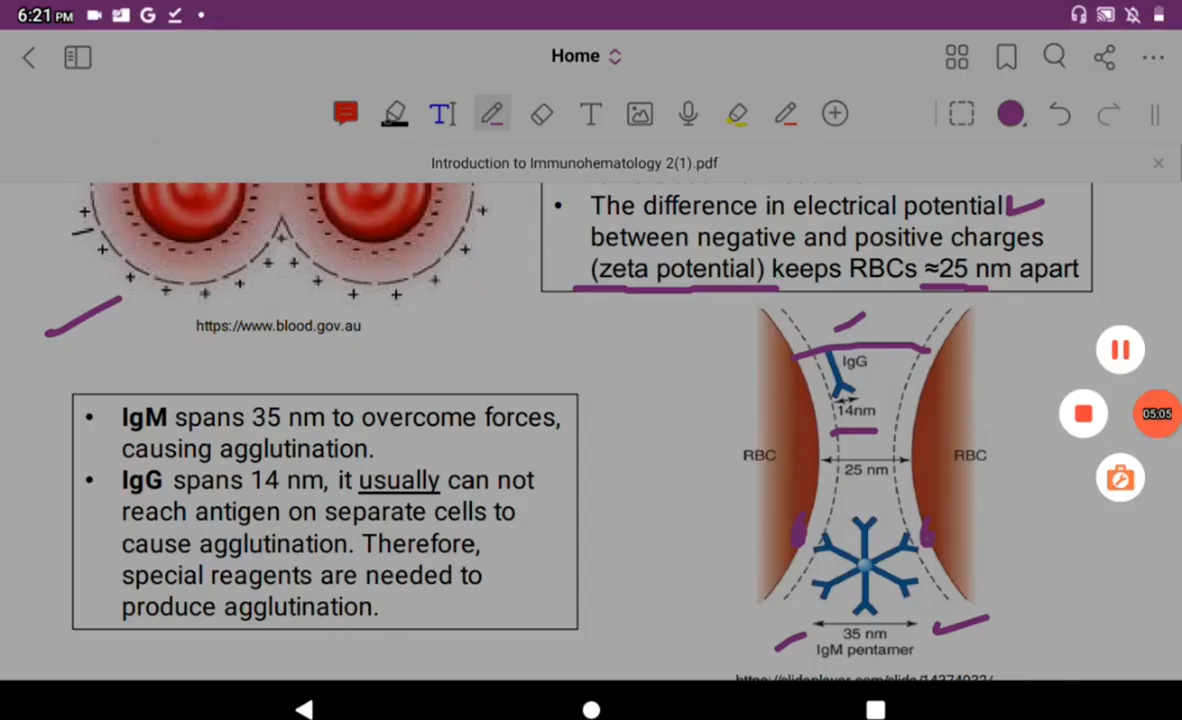 6:21 PM
Home
Introduction to Immunohematology 2(1).pdf
• The difference in electrical potential
between negative and positive charges
(zeta potential) keeps RBCs ≈25 nm apart
https://www.blood.gov.au
IgG
14nm
• IgM spans 35 nm to overcome forces,
causing agglutination.
• IgG spans 14 nm, it usually can not
reach antigen on separate cells to
cause agglutination. Therefore,
special reagents are needed to
produce agglutination.
RBC
25 nm
RBC
35 nm
IgM pentamer
05:05